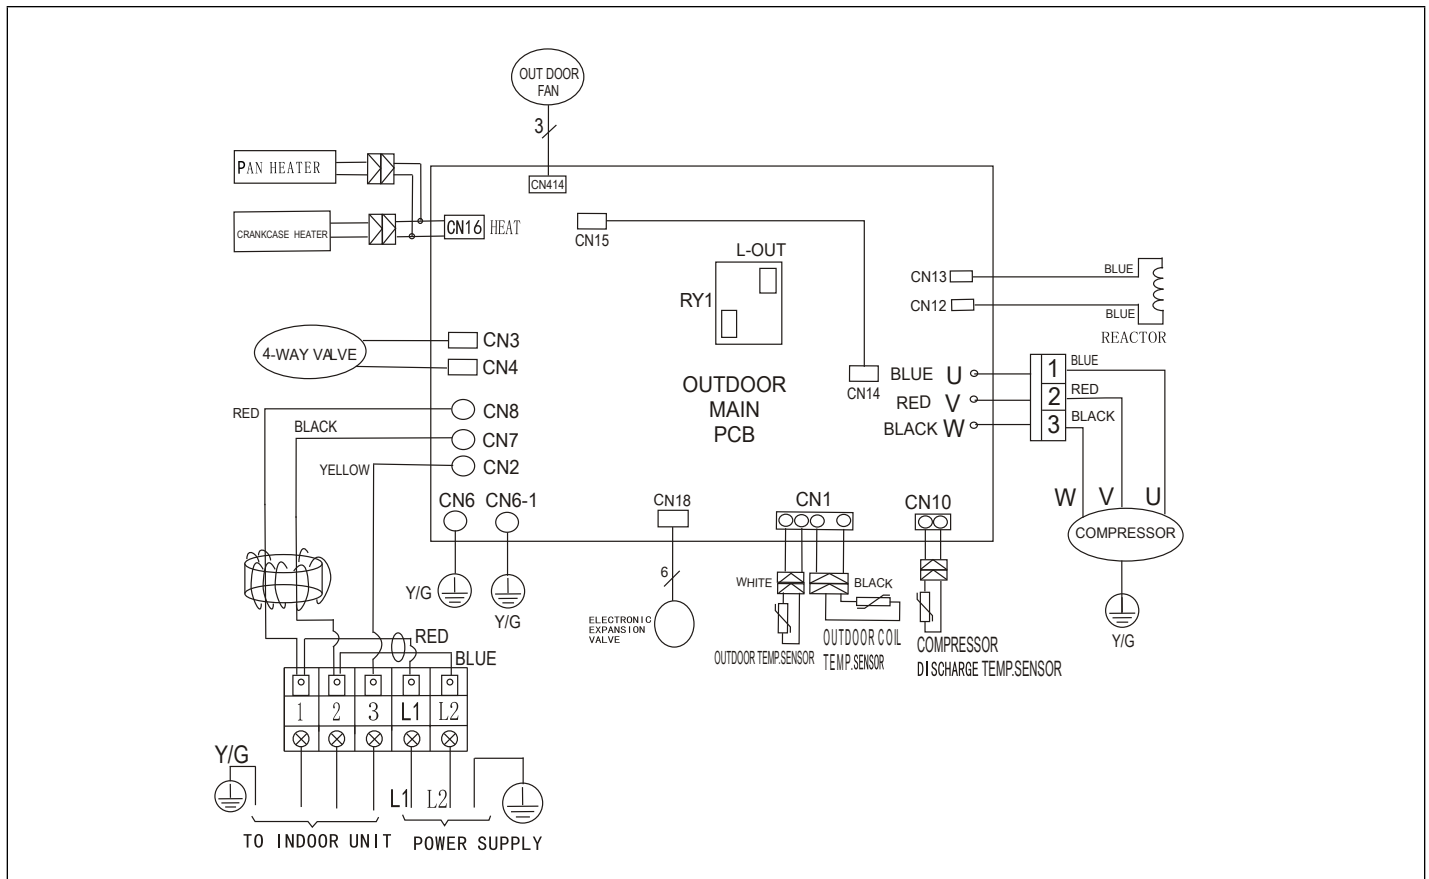 OUT DOOR
FAN
3
PAN HEATER
CN414
CRANKCASE HEATER
CN16 HEAT
CN15
L-OUT
RY1
CN13
BLUE
CN12
BLUE
REACTOR
4-WAY VALVE
CN3
CN4
CN14
OUTDOOR
MAIN
PCB
BLUE U
RED V
BLACK W
1
2
3
BLUE
RED
BLACK
RED
CN8
BLACK
CN7
YELLOW
CN2
CN6
CN6-1
CN18
CN1
CN10
W V U
COMPRESSOR
Y/G
Y/G
Y/G
6
ELECTRONIC
EXPANSION
VALVE
WHITE
BLACK
OUTDOOR TEMP.SENSOR
OUTDOOR COIL
TEMP.SENSOR
COMPRESSOR
DISCHARGE TEMP.SENSOR
RED
BLUE
1 2 3 L1 L2
Y/G
L1 L2
TO INDOOR UNIT
POWER SUPPLY